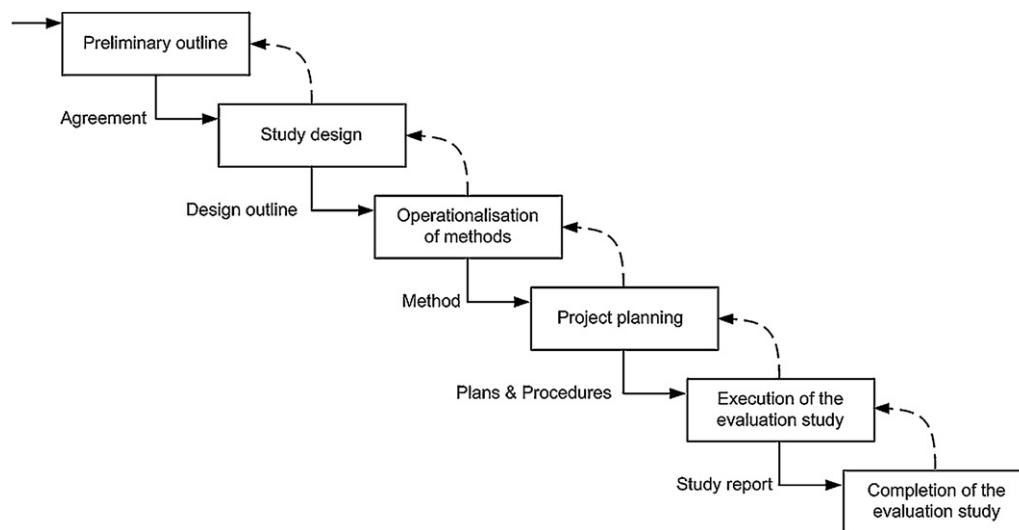 Preliminary outline
Agreement
Study design
Design outline
Operationalisation
of methods
Method
Project planning
Plans & Procedures
Execution of the
evaluation study
Study report
Completion of the
evaluation study